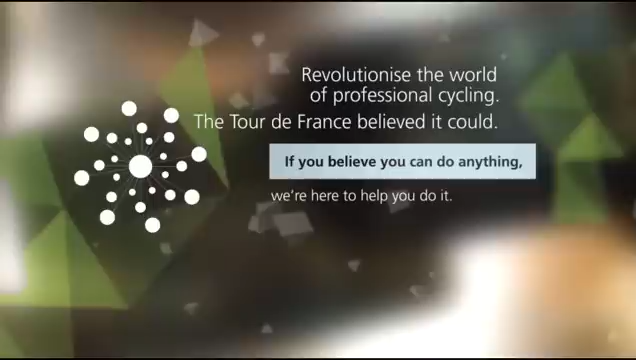 Revolutionise the world
of professional cycling.
The Tour de France believed it could.
If you believe you can do anything,
we're here to help you do it.